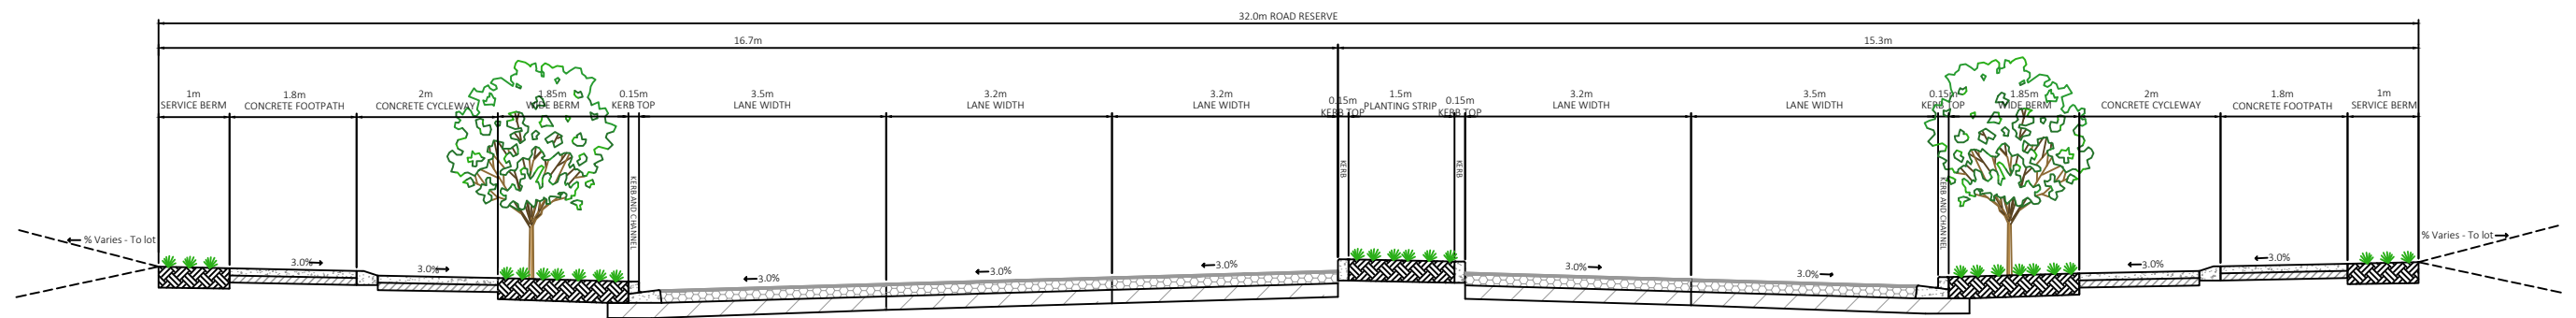 32.0m ROAD RESERVE
16.7m
15.3m
1m
SERVICE BERM
1.8m
CONCRETE FOOTPATH
2m
CONCRETE CYCLEWAY
1.85m
WIDE BERM
0.15m
KERB TOP
3.5m
LANE WIDTH
3.2m
LANE WIDTH
3.2m
LANE WIDTH
0.15m
KERB TOP
1.5m
PLANTING STRIP
0.15m
KERB TOP
3.2m
LANE WIDTH
3.5m
LANE WIDTH
0.15m
KERB TOP
1.85m
WIDE BERM
2m
CONCRETE CYCLEWAY
1.8m
CONCRETE FOOTPATH
1m
SERVICE BERM
KERB AND CHANNEL
KERB
KERB
KERB AND CHANNEL
% Varies - To lot
3.0%
3.0%
3.0%
3.0%
3.0%
3.0%
3.0%
3.0%
3.0%
% Varies - To lot